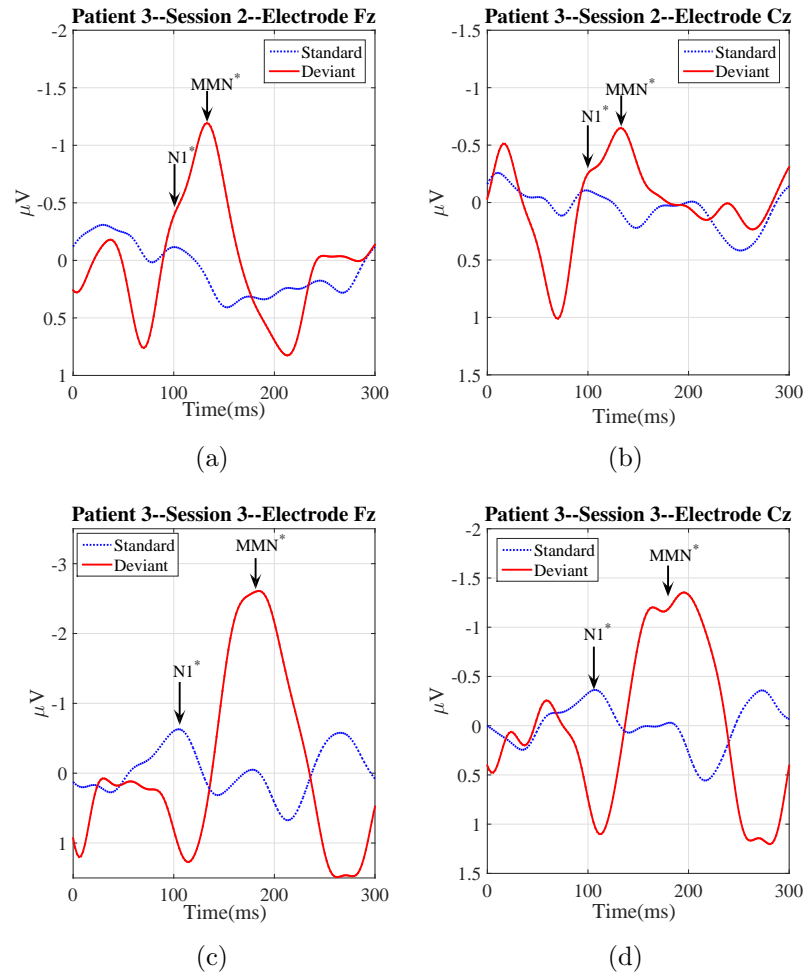 Patient 3--Session 2--Electrode Fz
-2
-1.5
-1
-0.5
0
0.5
1
μV
Standard
Deviant
MMN*
N1*
0 100 200 300
Time(ms)
(a)
Patient 3--Session 2--Electrode Cz
-1.5
-1
-0.5
0
0.5
1
1.5
μV
Standard
Deviant
MMN*
N1*
0 100 200 300
Time(ms)
(b)
Patient 3--Session 3--Electrode Fz
-3
-2
-1
0
1
μV
Standard
Deviant
MMN*
N1*
0 100 200 300
Time(ms)
(c)
Patient 3--Session 3--Electrode Cz
-2
-1.5
-1
-0.5
0
0.5
1
1.5
μV
Standard
Deviant
MMN*
N1*
0 100 200 300
Time(ms)
(d)